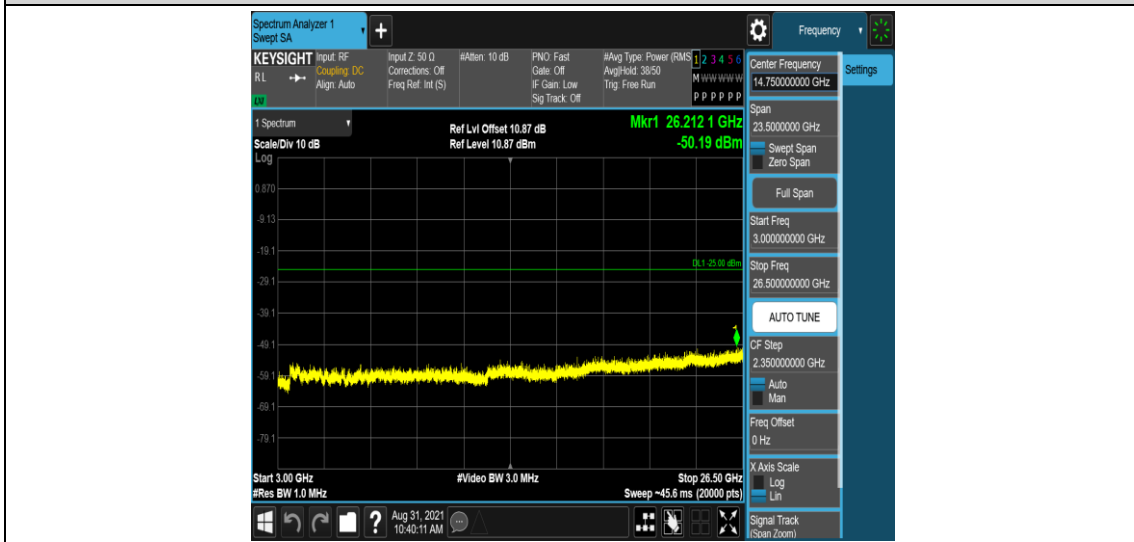 Spectrum Analyzer 1
Swept SA
Frequency
KEYSIGHT
RL
Input: RF
Coupling: DC
Align: Auto
Input Z: 50 Ω
Corrections: Off
Freq Ref: Int (S)
#Atten: 10 dB
PNO: Fast
Gate: Off
IF Gain: Low
Sig Track: Off
#Avg Type: Power (RMS
Avg|Hold: 38/50
Trig: Free Run
1 2 3 4 5 6
M W W W W W
P P P P P P
1 Spectrum
Scale/Div 10 dB
Ref Lvl Offset 10.87 dB
Ref Level 10.87 dBm
Mkr1 26.212 1 GHz
-50.19 dBm
Log
0.870
-9.13
-19.1
-29.1
-39.1
-49.1
-59.1
-69.1
-79.1
DL1 -25.00 dBm
1
Start 3.00 GHz
#Res BW 1.0 MHz
#Video BW 3.0 MHz
Stop 26.50 GHz
Sweep ~45.6 ms (20000 pts)
Aug 31, 2021
10:40:11 AM
Center Frequency
14.750000000 GHz
Settings
Span
23.5000000 GHz
Swept Span
Zero Span
Full Span
Start Freq
3.000000000 GHz
Stop Freq
26.500000000 GHz
AUTO TUNE
CF Step
2.350000000 GHz
Auto
Man
Freq Offset
0 Hz
X Axis Scale
Log
Lin
Signal Track
(Span Zoom)